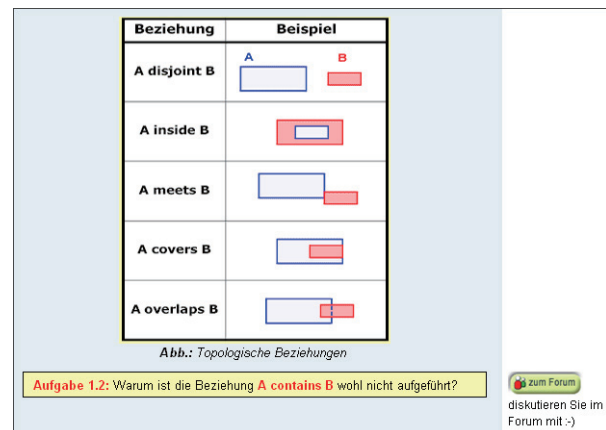 Beziehung Beispiel
A disjoint B A B
A inside B
A meets B
A covers B
A overlaps B
Abb.: Topologische Beziehungen
Aufgabe 1.2: Warum ist die Beziehung A contains B wohl nicht aufgeführt?
zum Forum
diskutieren Sie im
Forum mit :-)